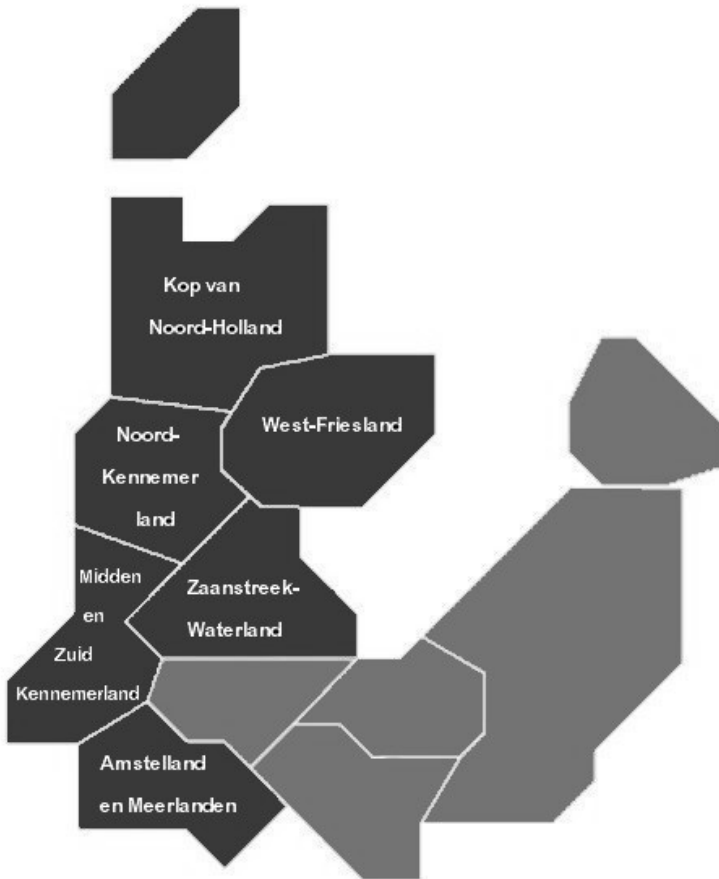 Kop van
Noord-Holland
West-Friesland
Noord-
Kennemer
land
Midden
en
Zuid
Kennemerland
Zaanstreek-
Waterland
Amstelland
en Meerlanden